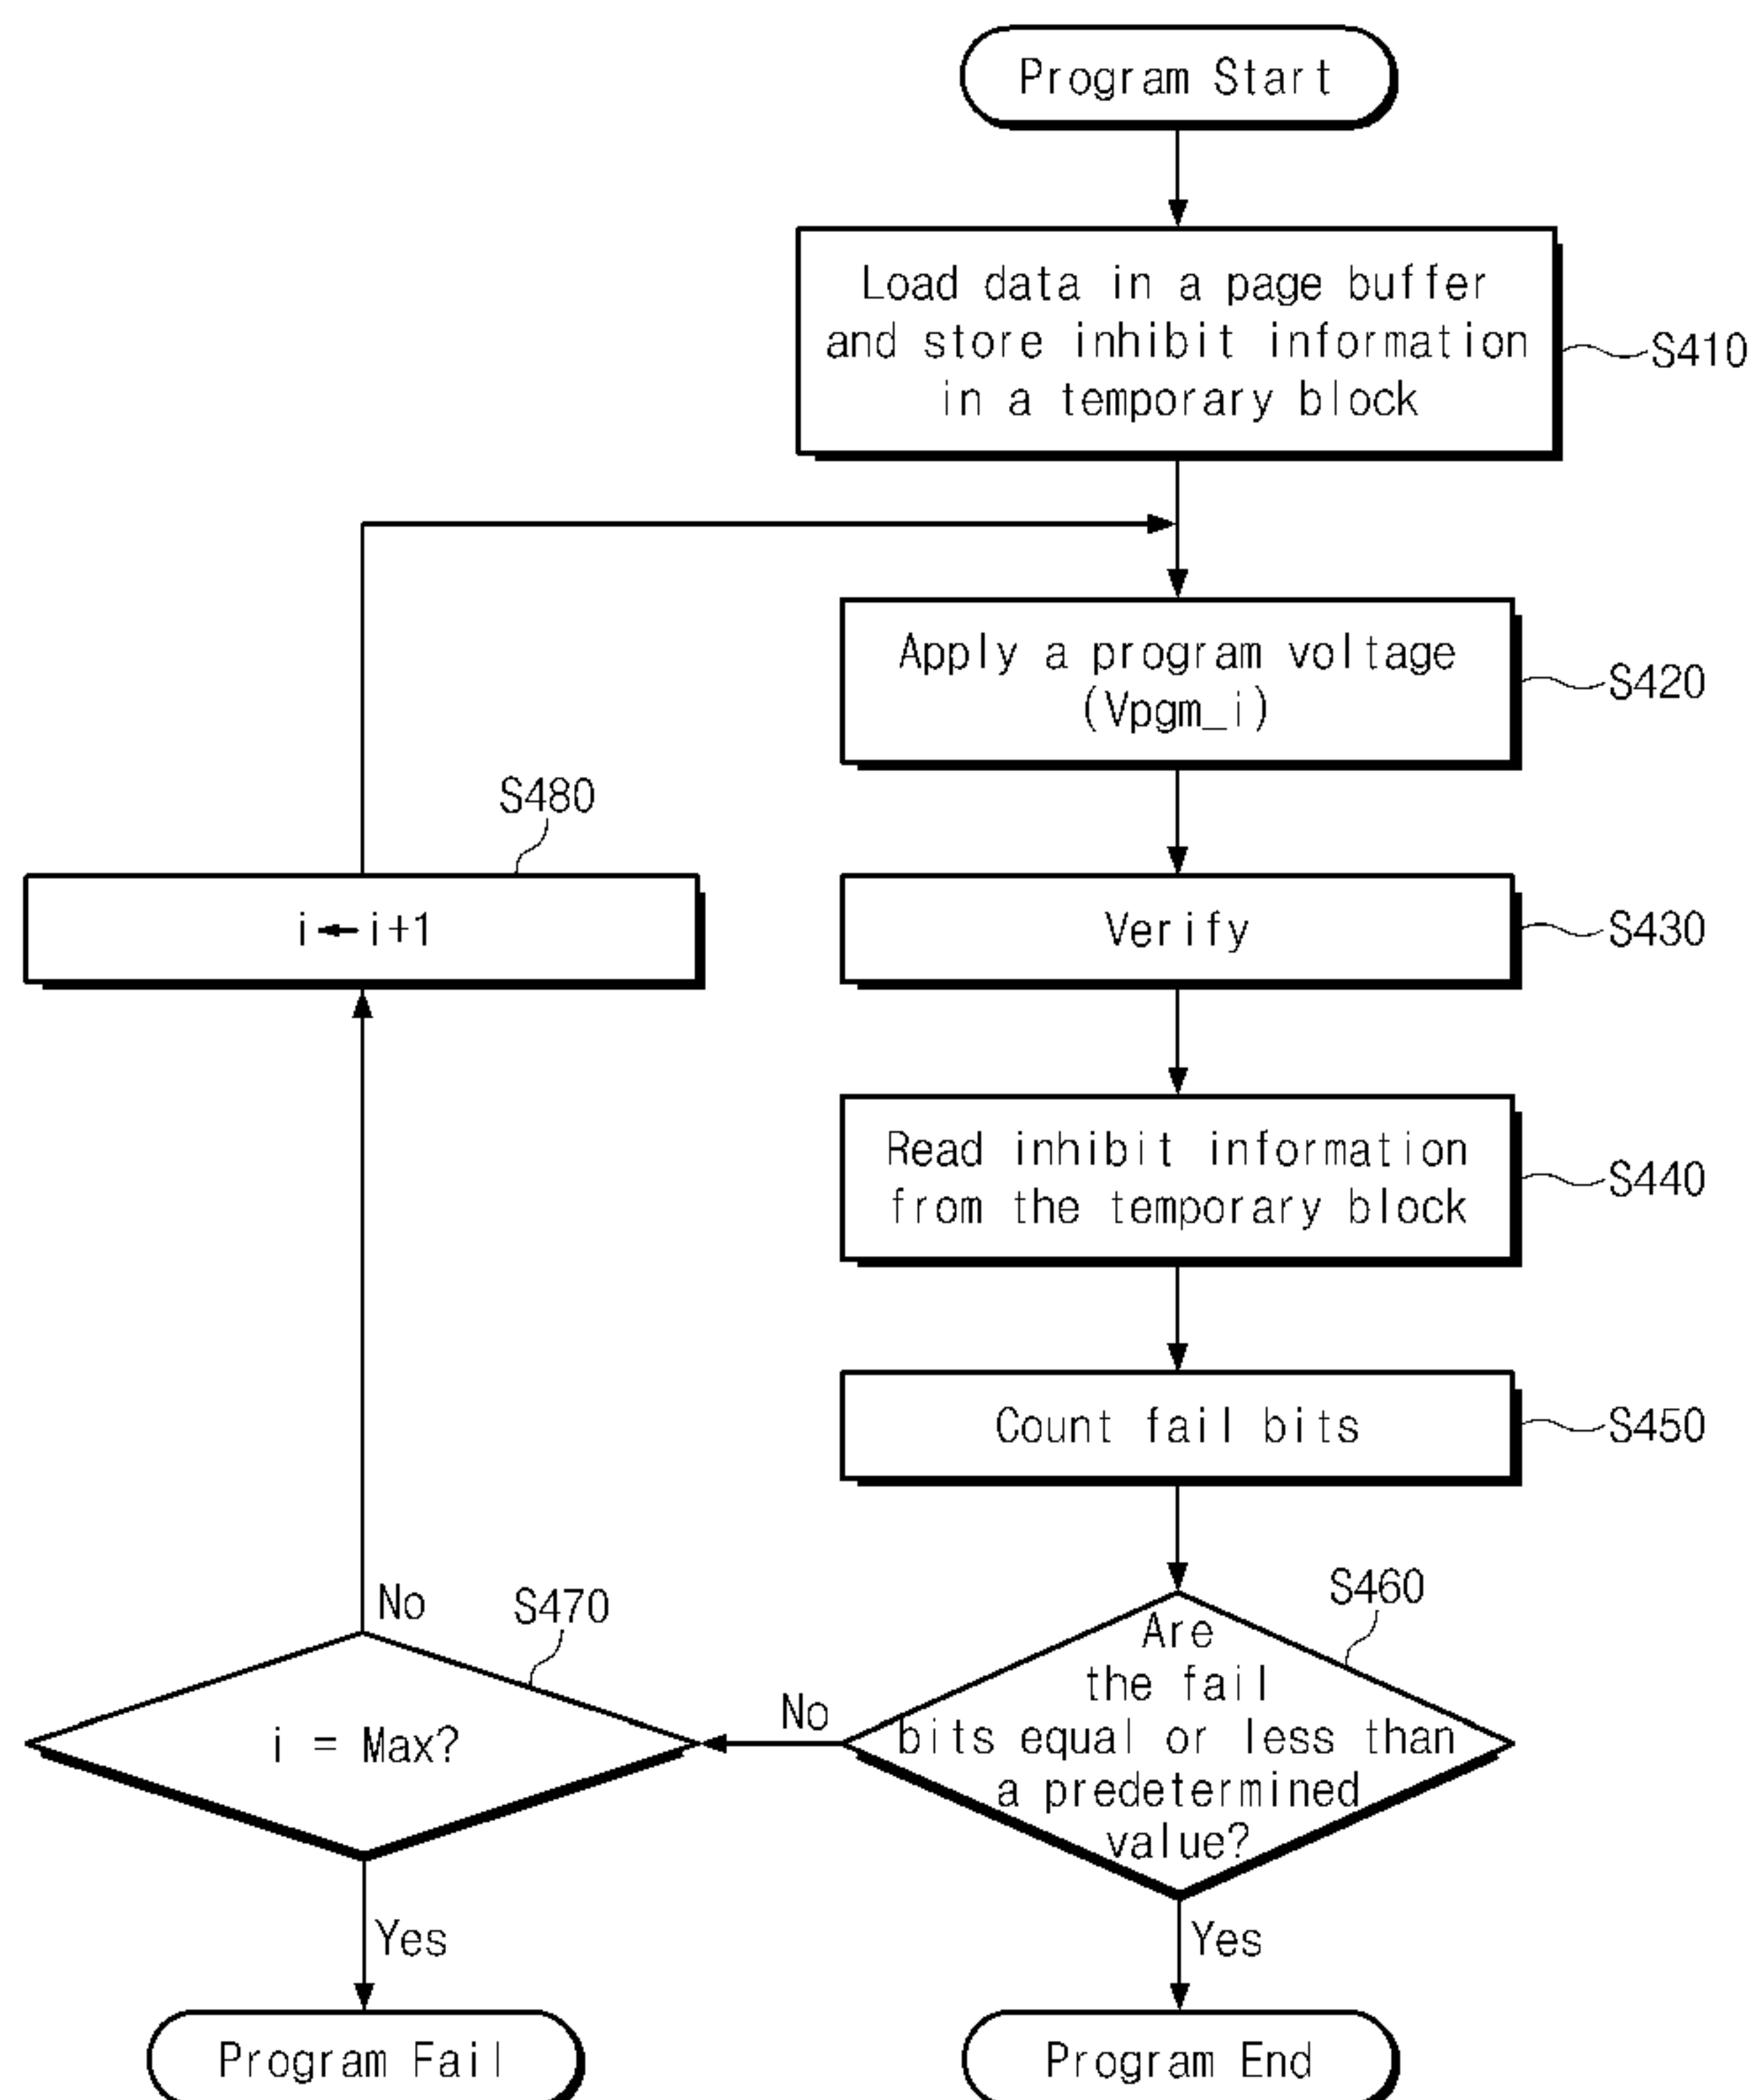 Program Start
Load data in a page buffer
and store inhibit information
in a temporary block
S410
Apply a program voltage
(Vpgm_i)
S420
S480
i←i+1
Verify
S430
Read inhibit information
from the temporary block
S440
Count fail bits
S450
No
S470
S460
Are
the fail
bits equal or less than
a predetermined
value?
No
i = Max?
Yes
Yes
Program Fail
Program End